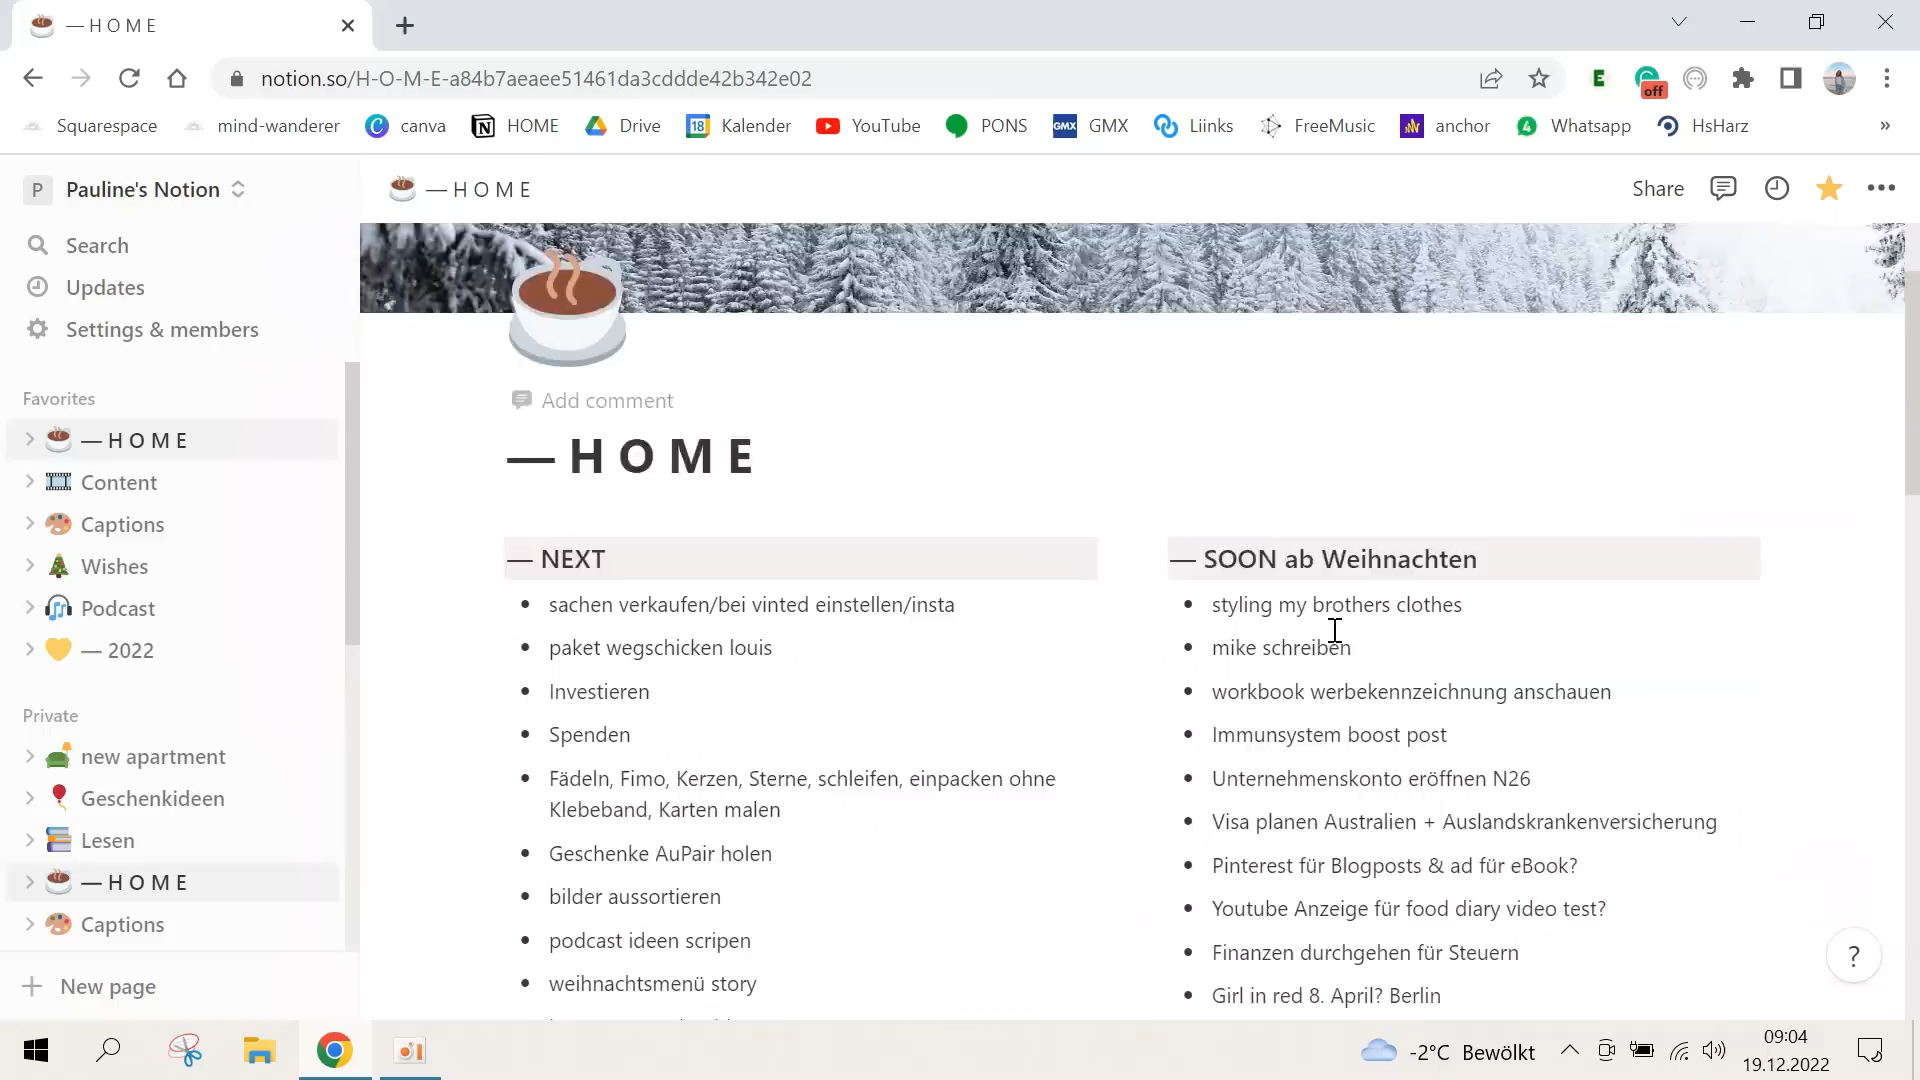 — H O M E
notion.so/H-O-M-E-a84b7aeaee51461da3cddde42b342e02
off
Squarespace mind-wanderer canva HOME Drive 18 Kalender YouTube PONS GMX GMX Liinks FreeMusic anchor 4 Whatsapp HsHarz »
P Pauline's Notion
— H O M E
Share
Search
Updates
Settings & members
Favorites
— H O M E
Content
Captions
Wishes
Podcast
— 2022
Private
new apartment
Geschenkideen
Lesen
— H O M E
Captions
New page
Add comment
— H O M E
— NEXT
• sachen verkaufen/bei vinted einstellen/insta
• paket wegschicken louis
• Investieren
• Spenden
• Fädeln, Fimo, Kerzen, Sterne, schleifen, einpacken ohne
Klebeband, Karten malen
• Geschenke AuPair holen
• bilder aussortieren
• podcast ideen scripen
• weihnachtsmenü story
— SOON ab Weihnachten
• styling my brothers clothes
• mike schreiben
• workbook werbekennzeichnung anschauen
• Immunsystem boost post
• Unternehmenskonto eröffnen N26
• Visa planen Australien + Auslandskrankenversicherung
• Pinterest für Blogposts & ad für eBook?
• Youtube Anzeige für food diary video test?
• Finanzen durchgehen für Steuern
• Girl in red 8. April? Berlin
?
-2°C Bewölkt
09:04
19.12.2022